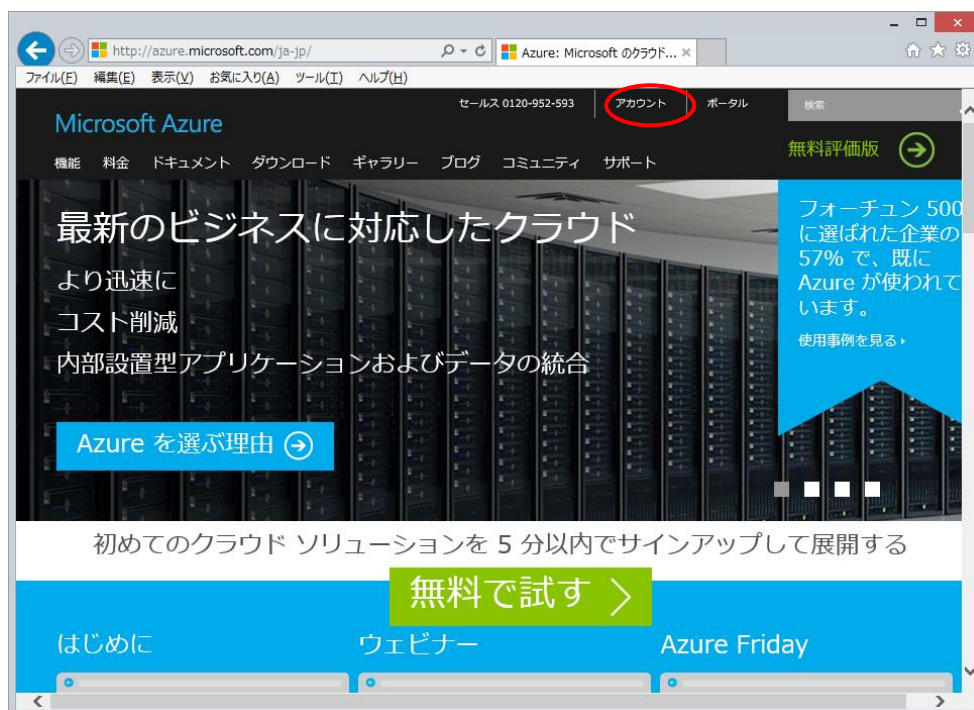 http://azure.microsoft.com/ja-jp/
Azure: Microsoft のクラウド...
ファイル(F) 編集(E) 表示(V) お気に入り(A) ツール(T) ヘルプ(H)
セールス 0120-952-593 アカウント ポータル 検索
Microsoft Azure
無料評価版
機能 料金 ドキュメント ダウンロード ギャラリー ブログ コミュニティ サポート
最新のビジネスに対応したクラウド
より迅速に
コスト削減
内部設置型アプリケーションおよびデータの統合
Azure を選ぶ理由
フォーチュン 500
に選ばれた企業の
57% で、既に
Azure が使われて
います。
使用事例を見る
初めてのクラウド ソリューションを 5 分以内でサインアップして展開する
無料で試す
はじめに ウェビナー Azure Friday